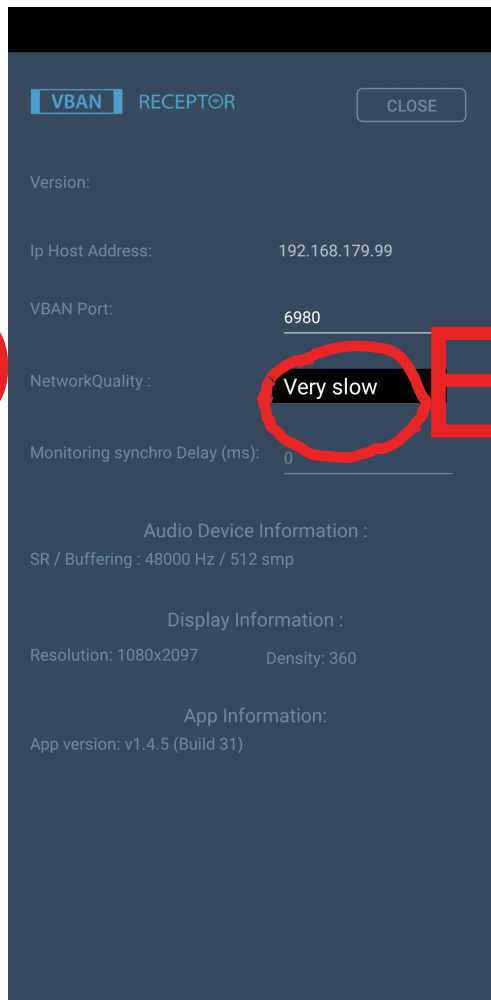 VBAN RECEPTOR
CLOSE
Version:
Ip Host Address: 192.168.179.99
VBAN Port: 6980
NetworkQuality : Very slow
Monitoring synchro Delay (ms): 0
Audio Device Information :
SR / Buffering : 48000 Hz / 512 smp
Display Information :
Resolution: 1080x2097 Density: 360
App Information:
App version: v1.4.5 (Build 31)